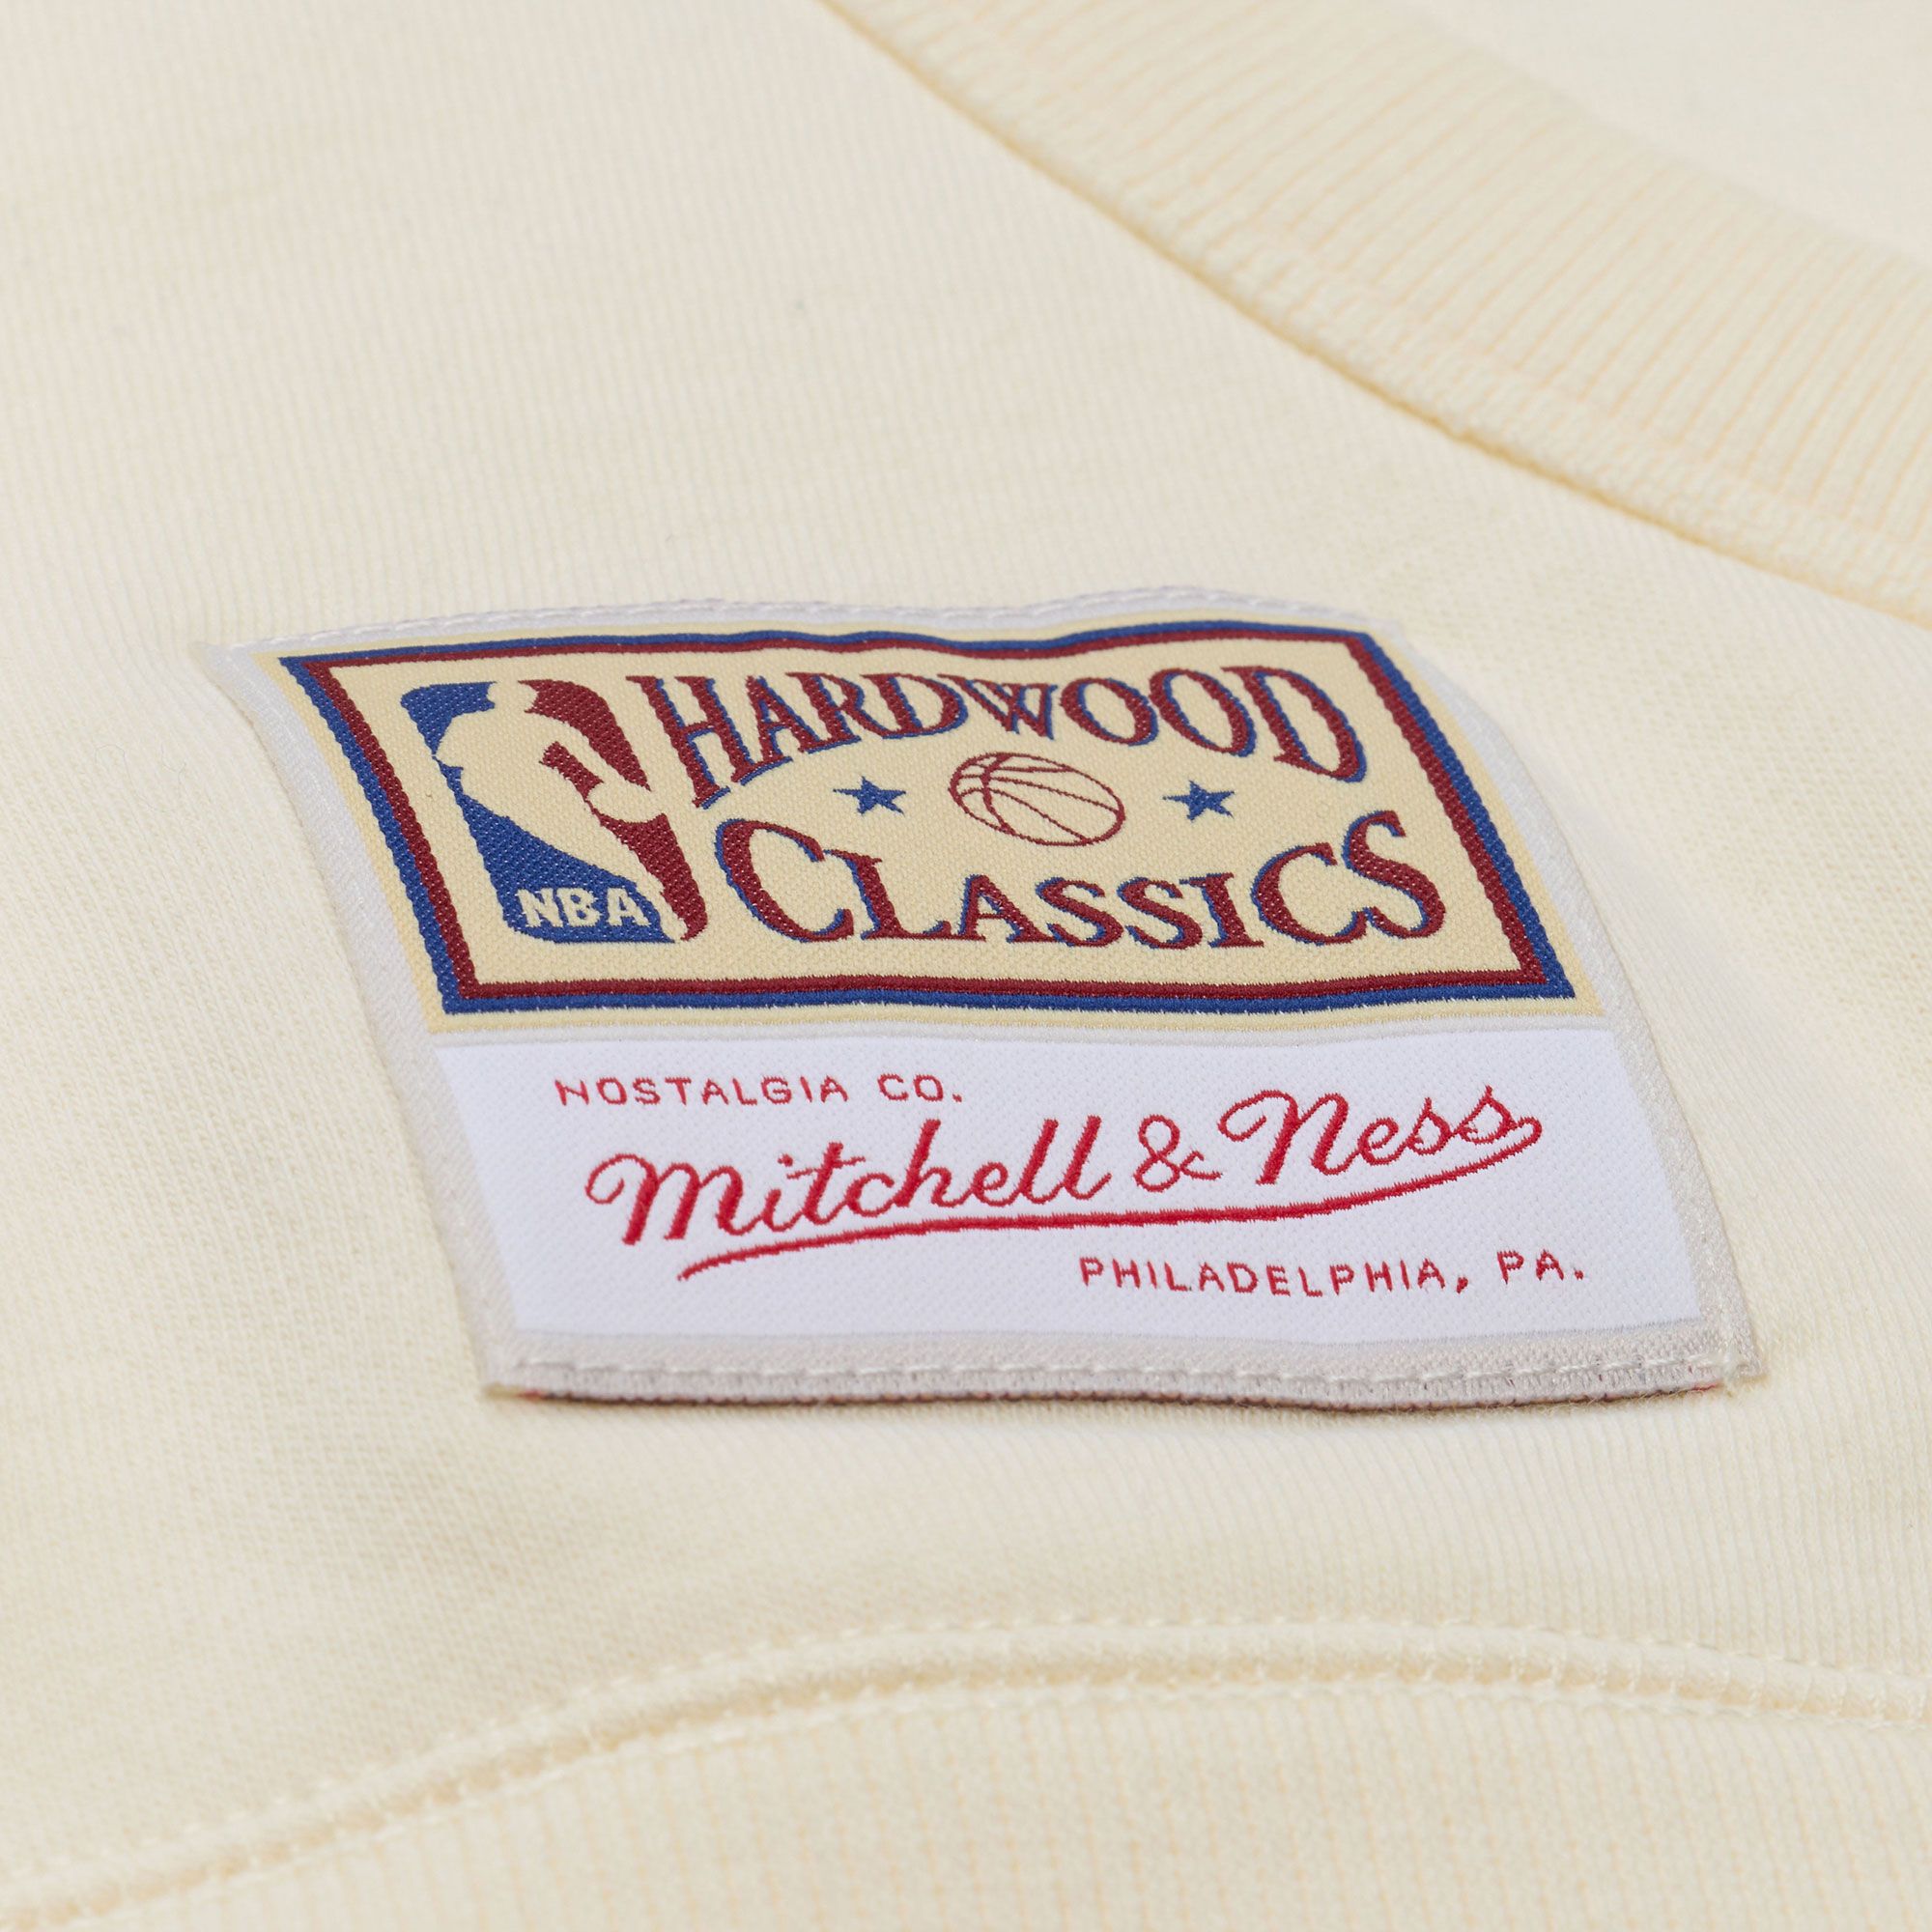 NBA
HARDWOOD
CLASSICS
NOSTALGIA CO.
Mitchell & Ness
PHILADELPHIA, PA.